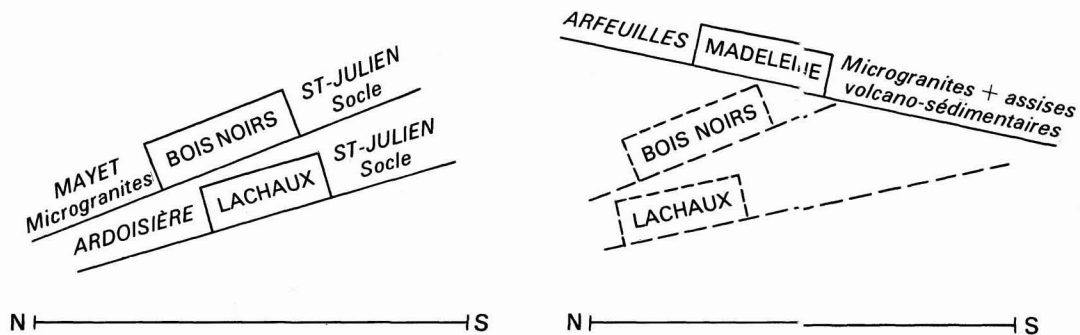 MAYET
Microgranites
BOIS NOIRS
ST-JULIEN
Socle
ARDOISIÈRE
LACHAUX
ST-JULIEN
Socle
N
S
ARFEUILLES
MADELEINE
Microgranites + assises
volcano-sédimentaires
BOIS NOIRS
LACHAUX
N
S